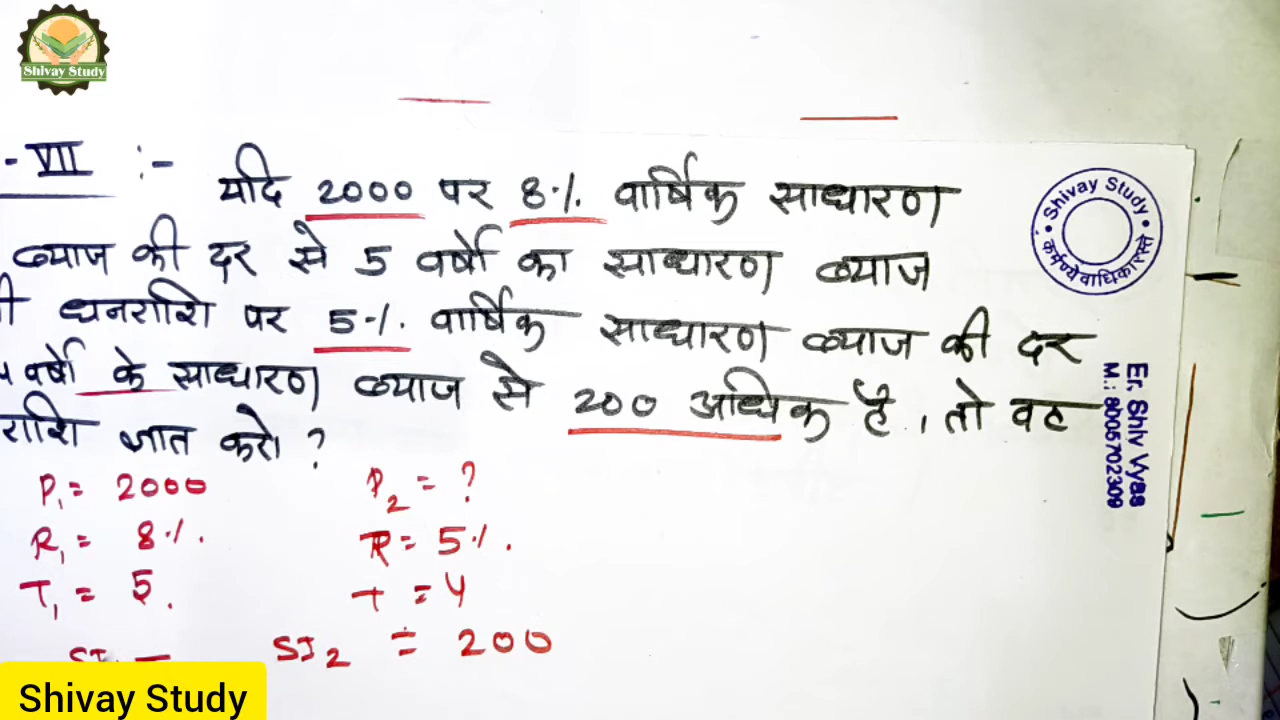 Shivay Study
- VII :- यदि 2000 पर 8% वार्षिक साधारण
ब्याज की दर से 5 वर्षो का साधारण ब्याज
धनराशि पर 5% वार्षिक साधारण ब्याज की दर
वर्षो के साधारण ब्याज से 200 अधिक है, तो वह
राशि ज्ञात करो ?
P₁ = 2000 P₂ = ?
R₁ = 8% . R = 5% .
T₁ = 5 . T = 4
SI₁ - SI₂ = 200
• Shivay Study •
कर्मण्येवाधिकारस्ते
Er. Shiv Vyas
M.: 8005702309
Shivay Study